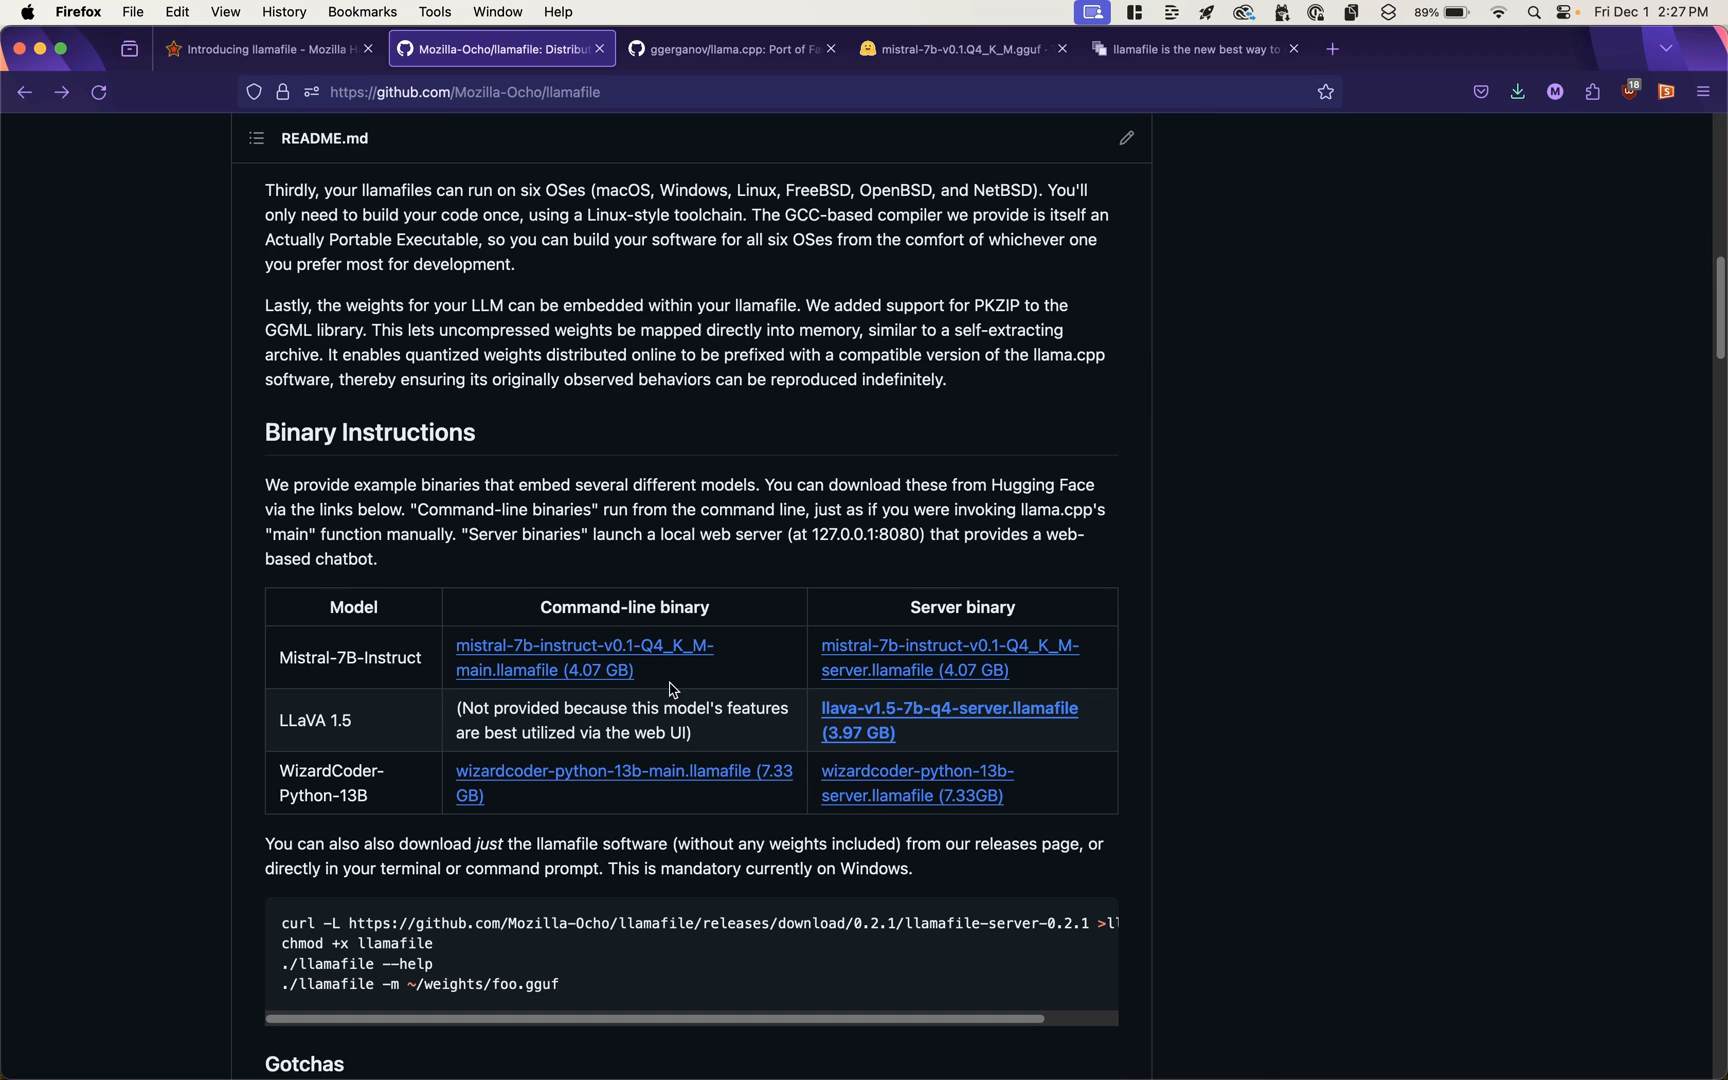 Firefox File Edit View History Bookmarks Tools Window Help 89% Fri Dec 1 2:27 PM
Introducing llamafile - Mozilla H Mozilla-Ocho/llamafile: Distribut ggerganov/llama.cpp: Port of Fa mistral-7b-v0.1.Q4_K_M.gguf · llamafile is the new best way to
https://github.com/Mozilla-Ocho/llamafile M 18 S
README.md
Thirdly, your llamafiles can run on six OSes (macOS, Windows, Linux, FreeBSD, OpenBSD, and NetBSD). You'll
only need to build your code once, using a Linux-style toolchain. The GCC-based compiler we provide is itself an
Actually Portable Executable, so you can build your software for all six OSes from the comfort of whichever one
you prefer most for development.
Lastly, the weights for your LLM can be embedded within your llamafile. We added support for PKZIP to the
GGML library. This lets uncompressed weights be mapped directly into memory, similar to a self-extracting
archive. It enables quantized weights distributed online to be prefixed with a compatible version of the llama.cpp
software, thereby ensuring its originally observed behaviors can be reproduced indefinitely.
Binary Instructions
We provide example binaries that embed several different models. You can download these from Hugging Face
via the links below. "Command-line binaries" run from the command line, just as if you were invoking llama.cpp's
"main" function manually. "Server binaries" launch a local web server (at 127.0.0.1:8080) that provides a web-
based chatbot.
Model Command-line binary Server binary
Mistral-7B-Instruct
mistral-7b-instruct-v0.1-Q4_K_M-
main.llamafile (4.07 GB)
mistral-7b-instruct-v0.1-Q4_K_M-
server.llamafile (4.07 GB)
LLaVA 1.5
(Not provided because this model's features
are best utilized via the web UI)
llava-v1.5-7b-q4-server.llamafile
(3.97 GB)
WizardCoder-
Python-13B
wizardcoder-python-13b-main.llamafile (7.33
GB)
wizardcoder-python-13b-
server.llamafile (7.33GB)
You can also also download just the llamafile software (without any weights included) from our releases page, or
directly in your terminal or command prompt. This is mandatory currently on Windows.
curl -L https://github.com/Mozilla-Ocho/llamafile/releases/download/0.2.1/llamafile-server-0.2.1 >ll
chmod +x llamafile
./llamafile --help
./llamafile -m ~/weights/foo.gguf
Gotchas